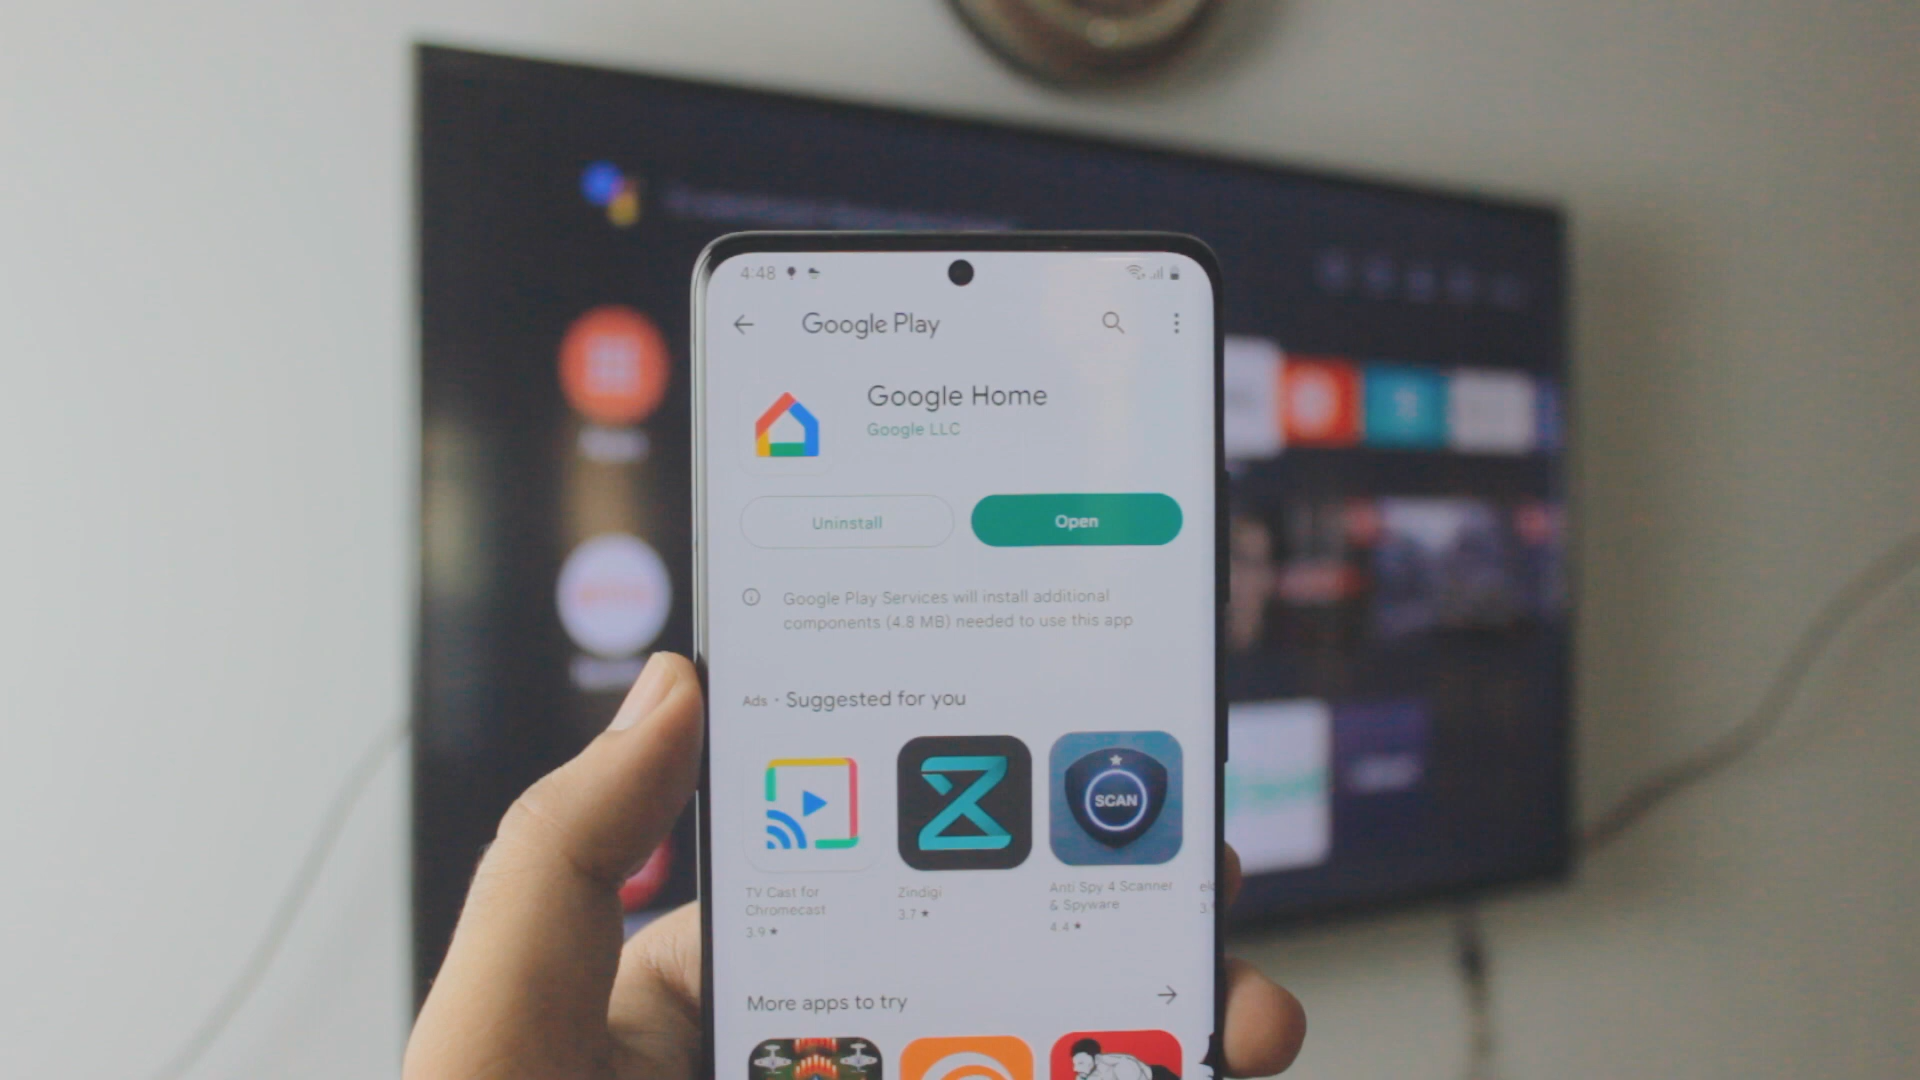 4:48
Google Play
Google Home
Google LLC
Uninstall
Open
Google Play Services will install additional
components (4.8 MB) needed to use this app
Ads · Suggested for you
SCAN
TV Cast for
Chromecast
3.9 ★
Zindigi
3.7 ★
Anti Spy 4 Scanner
& Spyware
4.4 ★
More apps to try